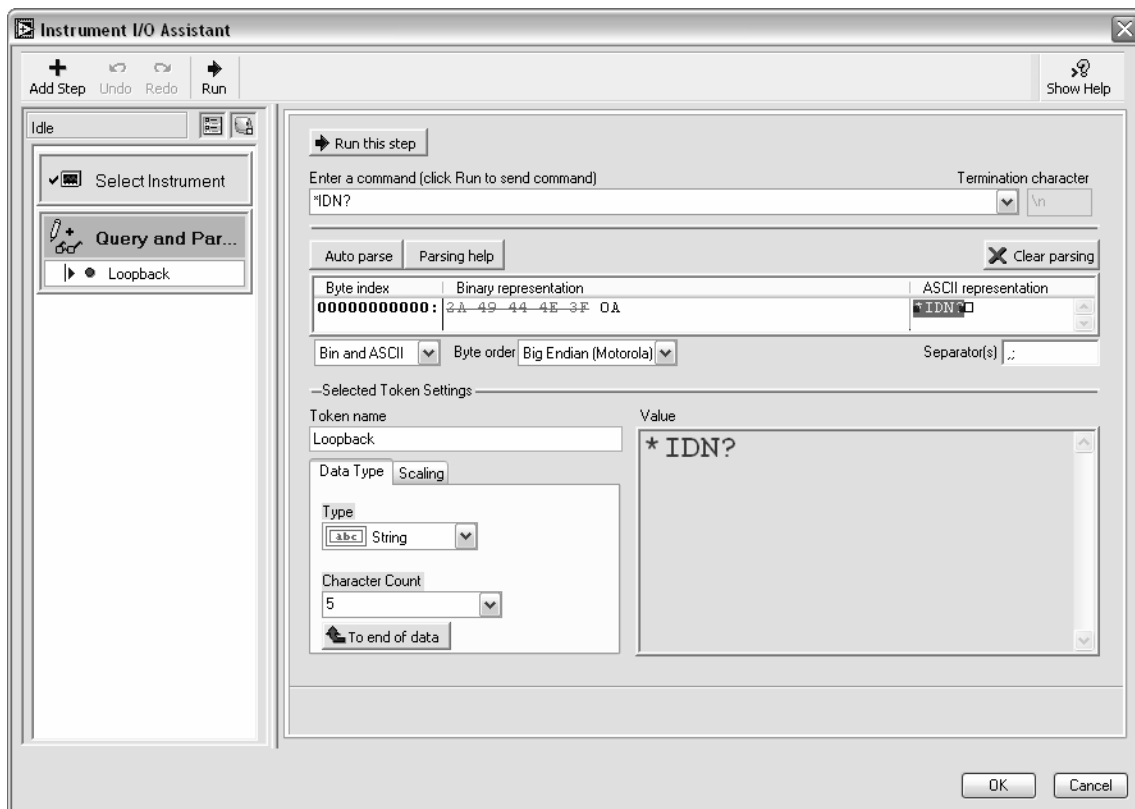 Instrument I/O Assistant
Add Step Undo Redo Run Show Help
Idle
Select Instrument
Query and Par...
Loopback
Run this step
Enter a command (click Run to send command) Termination character
*IDN? \n
Auto parse Parsing help Clear parsing
Byte index Binary representation ASCII representation
00000000000: 2A 49 44 4E 3F 0A *IDN?□
Bin and ASCII Byte order Big Endian (Motorola) Separator(s) ,;
Selected Token Settings
Token name Value
Loopback *IDN?
Data Type Scaling
Type
abc String
Character Count
5
To end of data
OK Cancel